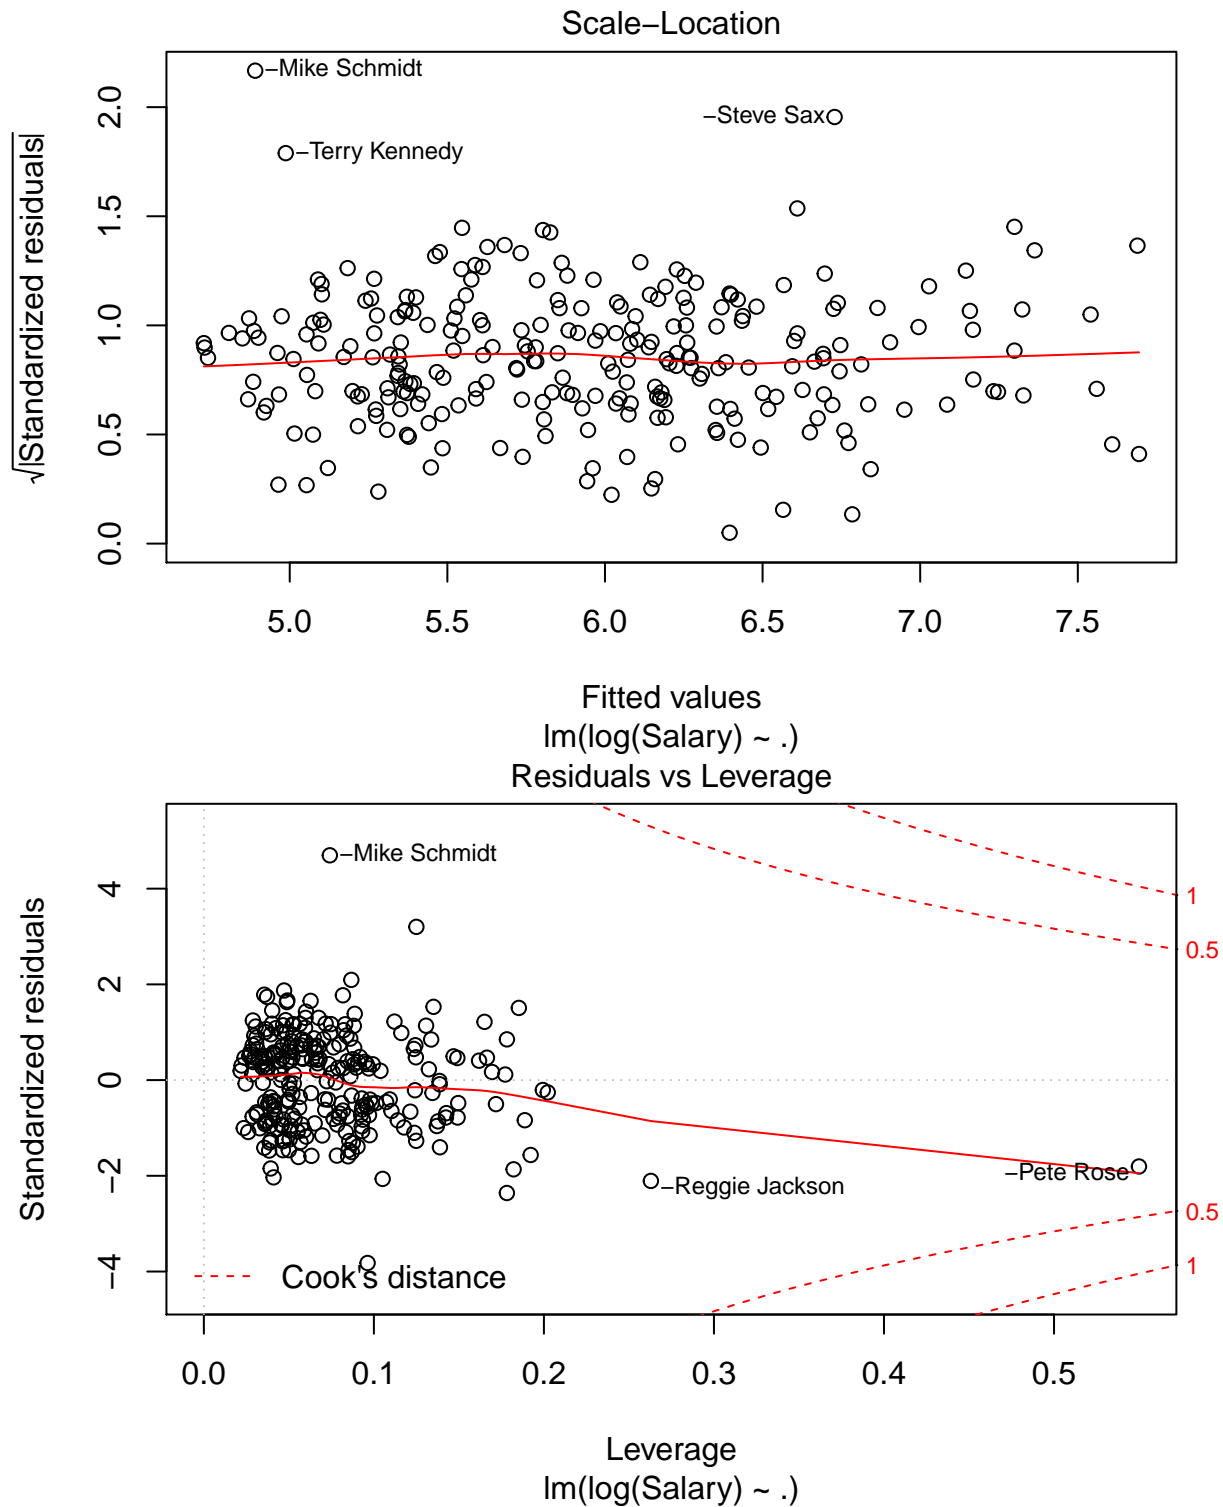 Scale−Location
−Mike Schmidt
−Steve Sax
−Terry Kennedy
√|Standardized residuals|
2.0
1.5
1.0
0.5
0.0
5.0 5.5 6.0 6.5 7.0 7.5
Fitted values
lm(log(Salary) ~ .)
Residuals vs Leverage
−Mike Schmidt
1
0.5
Standardized residuals
4
2
0
−2
−4
−Pete Rose
−Reggie Jackson
0.5
1
Cook's distance
0.0 0.1 0.2 0.3 0.4 0.5
Leverage
lm(log(Salary) ~ .)